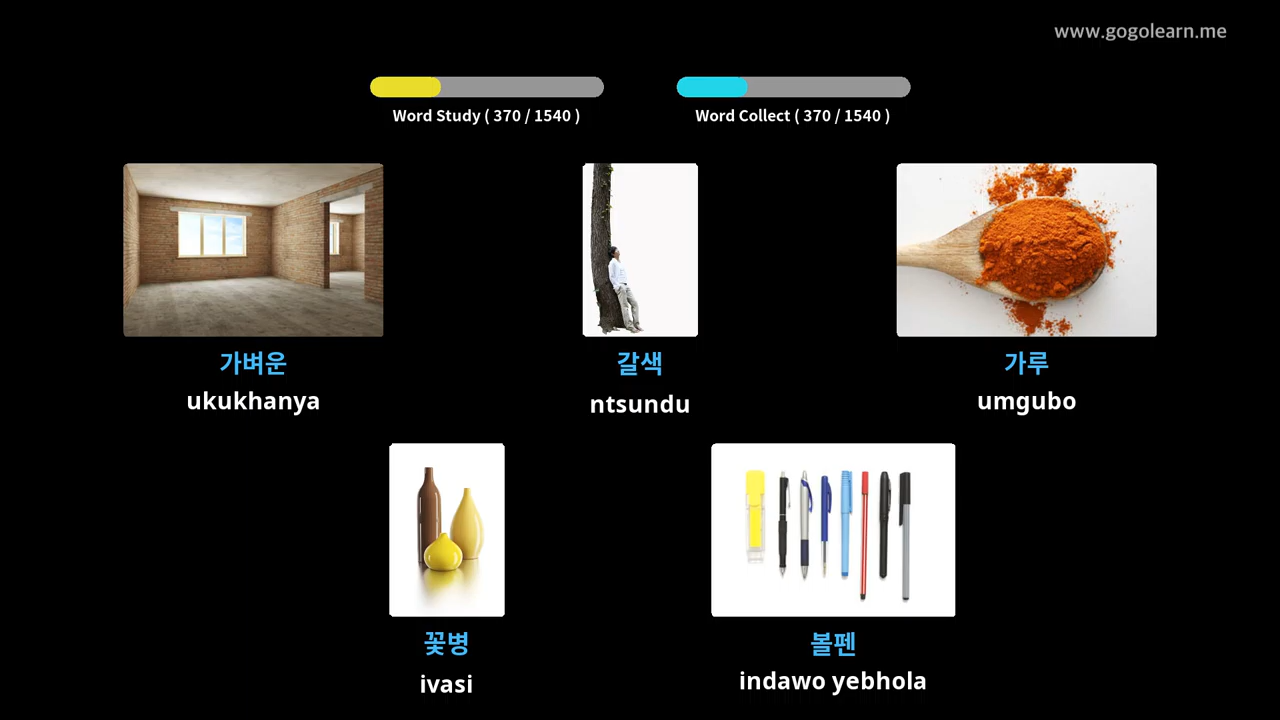 www.gogolearn.me
Word Study ( 370 / 1540 )
Word Collect ( 370 / 1540 )
가벼운
ukukhanya
갈색
ntsundu
가루
umgubo
꽃병
ivasi
볼펜
indawo yebhola